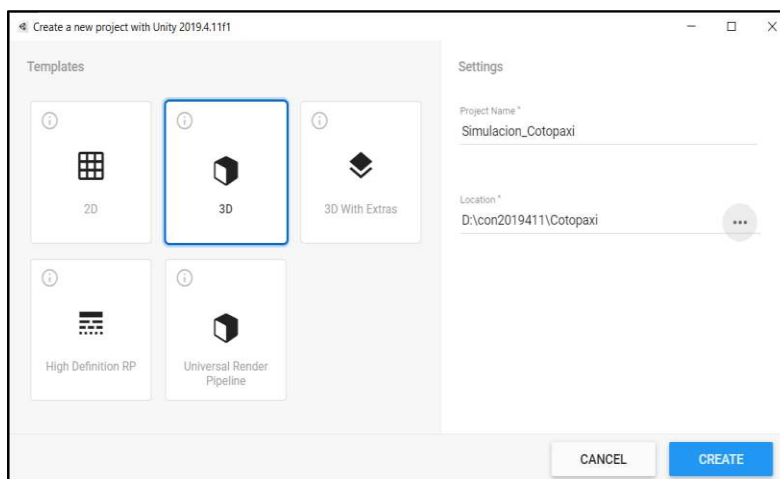 Create a new project with Unity 2019.4.11f1
Templates
2D
3D
3D With Extras
High Definition RP
Universal Render
Pipeline
Settings
Project Name *
Simulacion_Cotopaxi
Location *
D:\con2019411\Cotopaxi
...
CANCEL
CREATE